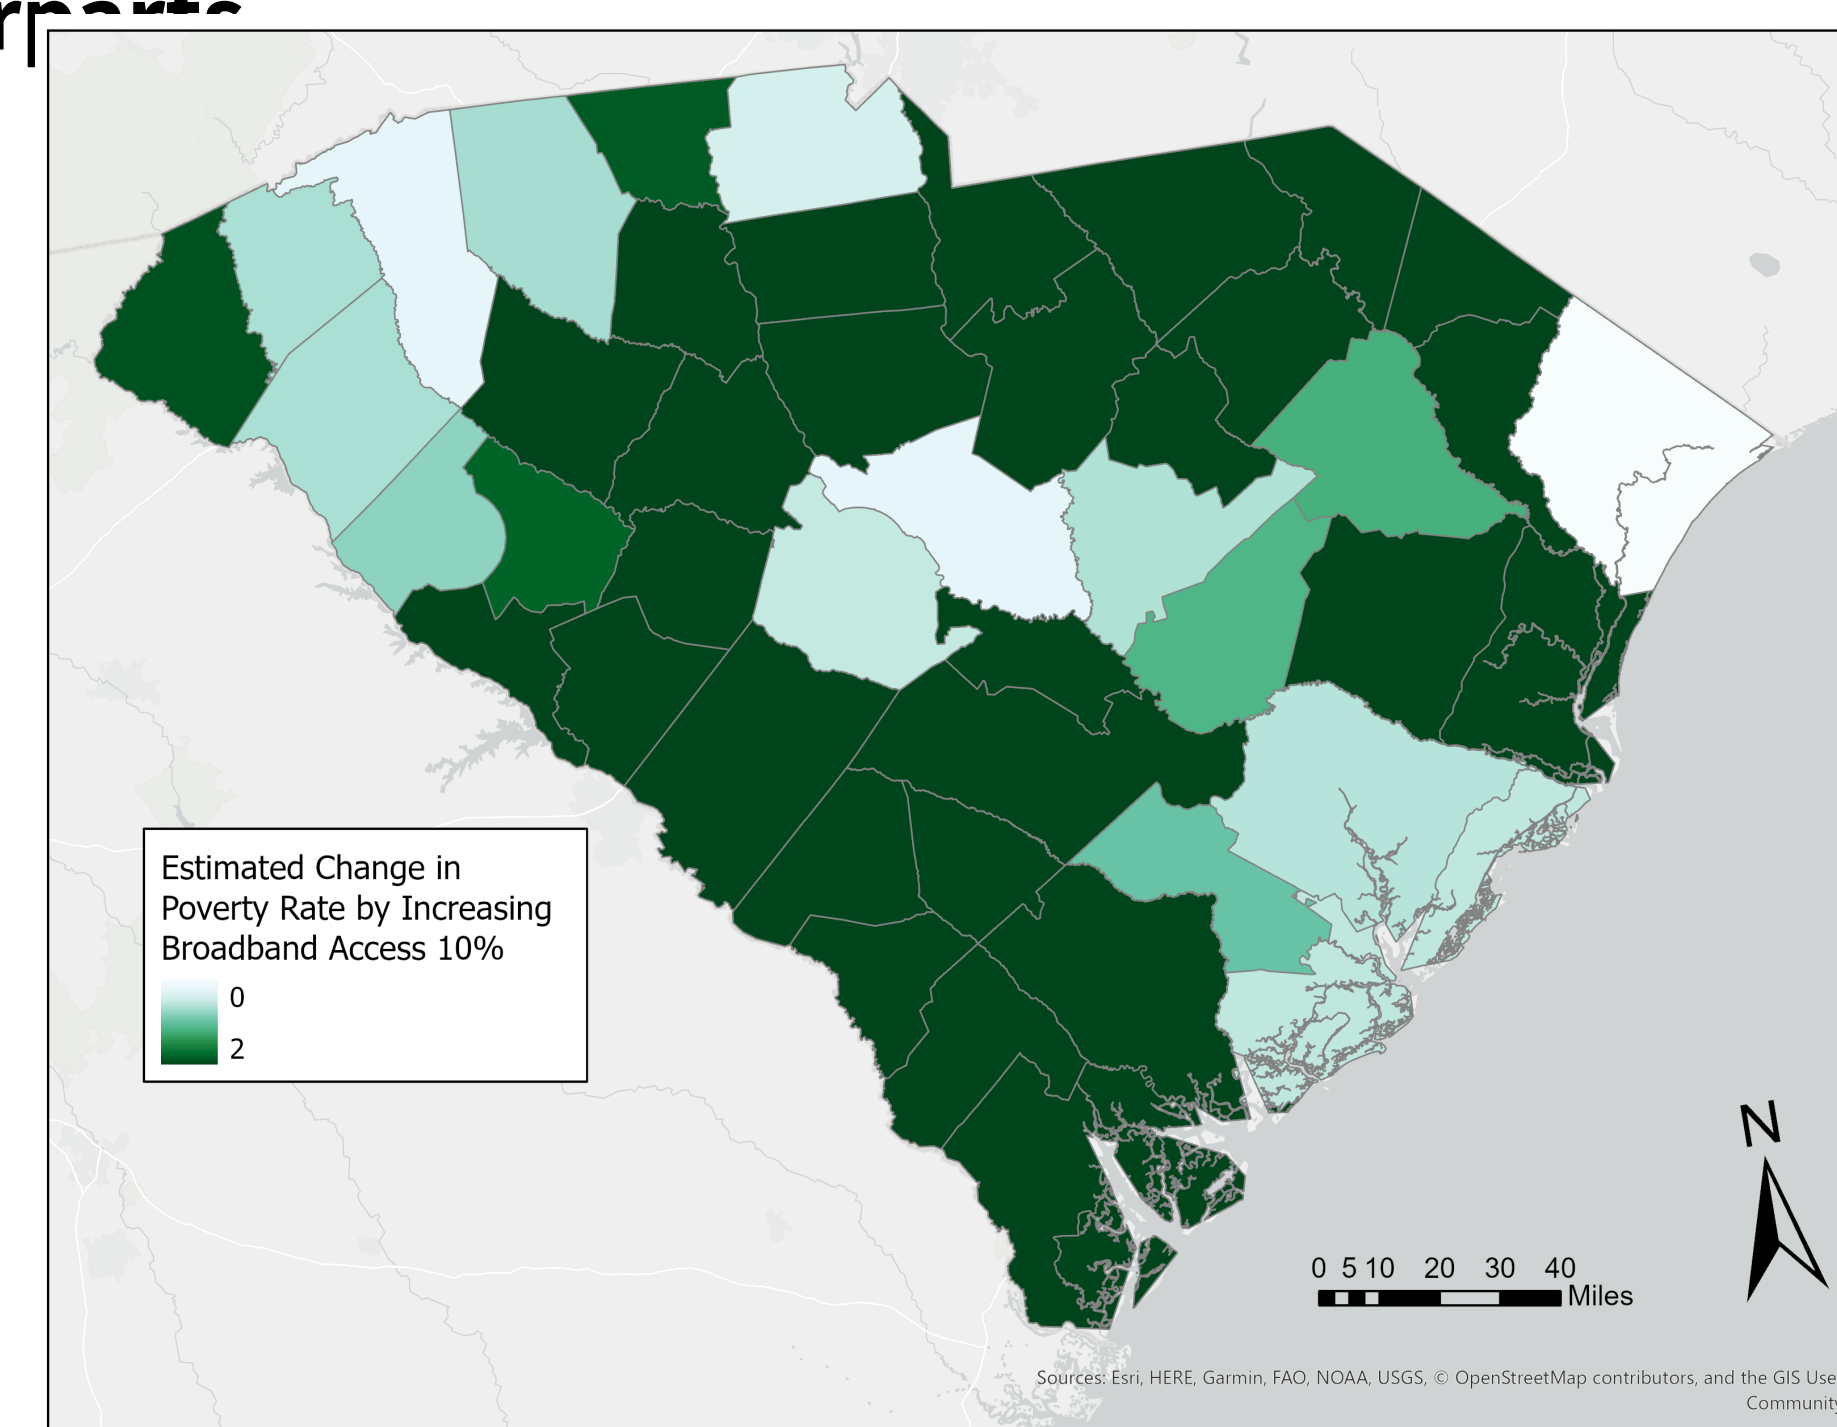 Estimated Change in
Poverty Rate by Increasing
Broadband Access 10%
0
2
N
0 5 10 20 30 40
Miles
Sources: Esri, HERE, Garmin, FAO, NOAA, USGS, © OpenStreetMap contributors, and the GIS Use
Community